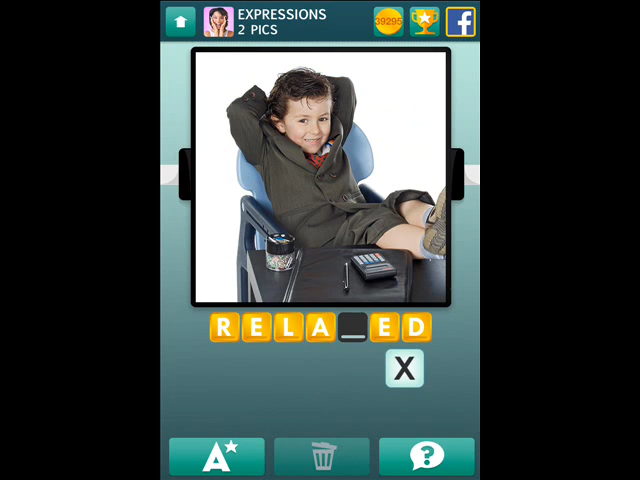 EXPRESSIONS
39295
2 PICS
f
RELA_ED
X
A
?